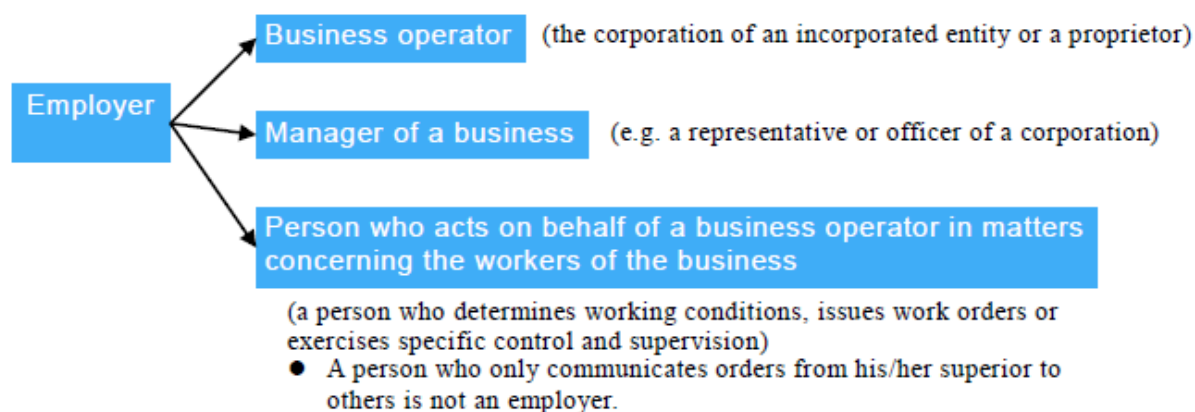 Employer
Business operator (the corporation of an incorporated entity or a proprietor)
Manager of a business (e.g. a representative or officer of a corporation)
Person who acts on behalf of a business operator in matters
concerning the workers of the business
(a person who determines working conditions, issues work orders or
exercises specific control and supervision)
● A person who only communicates orders from his/her superior to
others is not an employer.